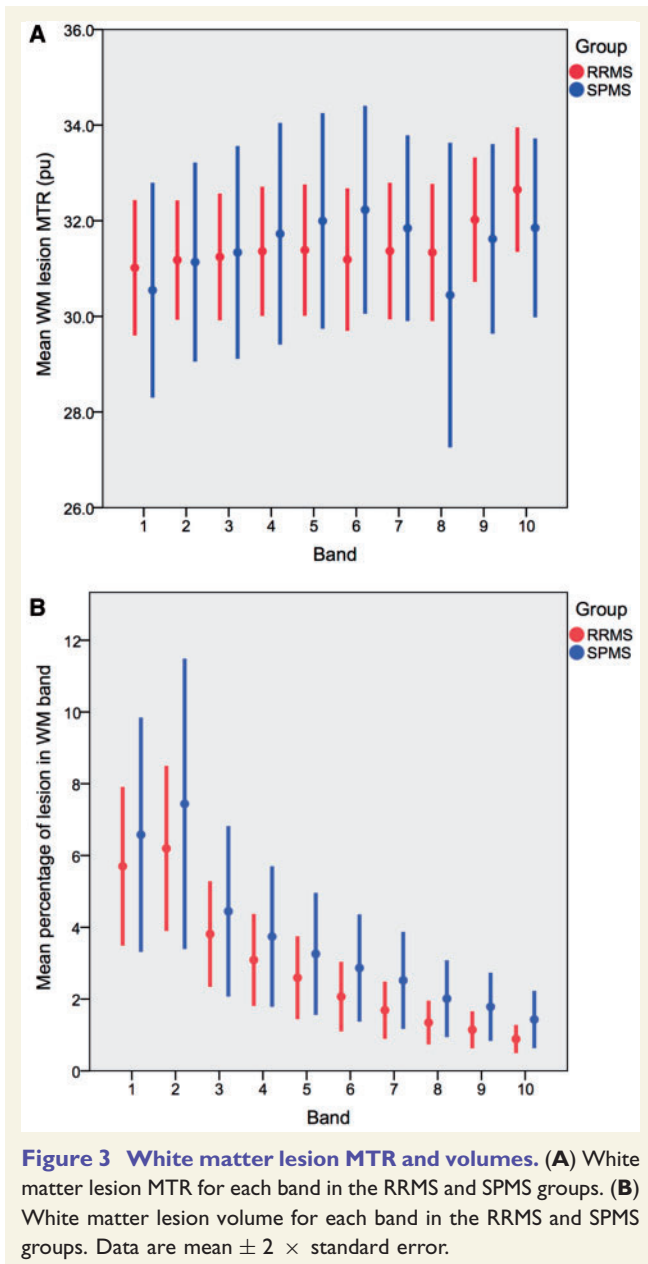 A
Group
RRMS
SPMS
Mean WM lesion MTR (pu)
36.0
34.0
32.0
30.0
28.0
26.0
1 2 3 4 5 6 7 8 9 10
Band
B
Group
RRMS
SPMS
Mean percentage of lesion in WM band
12
10
8
6
4
2
0
1 2 3 4 5 6 7 8 9 10
Band
Figure 3 White matter lesion MTR and volumes. (A) White
matter lesion MTR for each band in the RRMS and SPMS groups. (B)
White matter lesion volume for each band in the RRMS and SPMS
groups. Data are mean ± 2 × standard error.